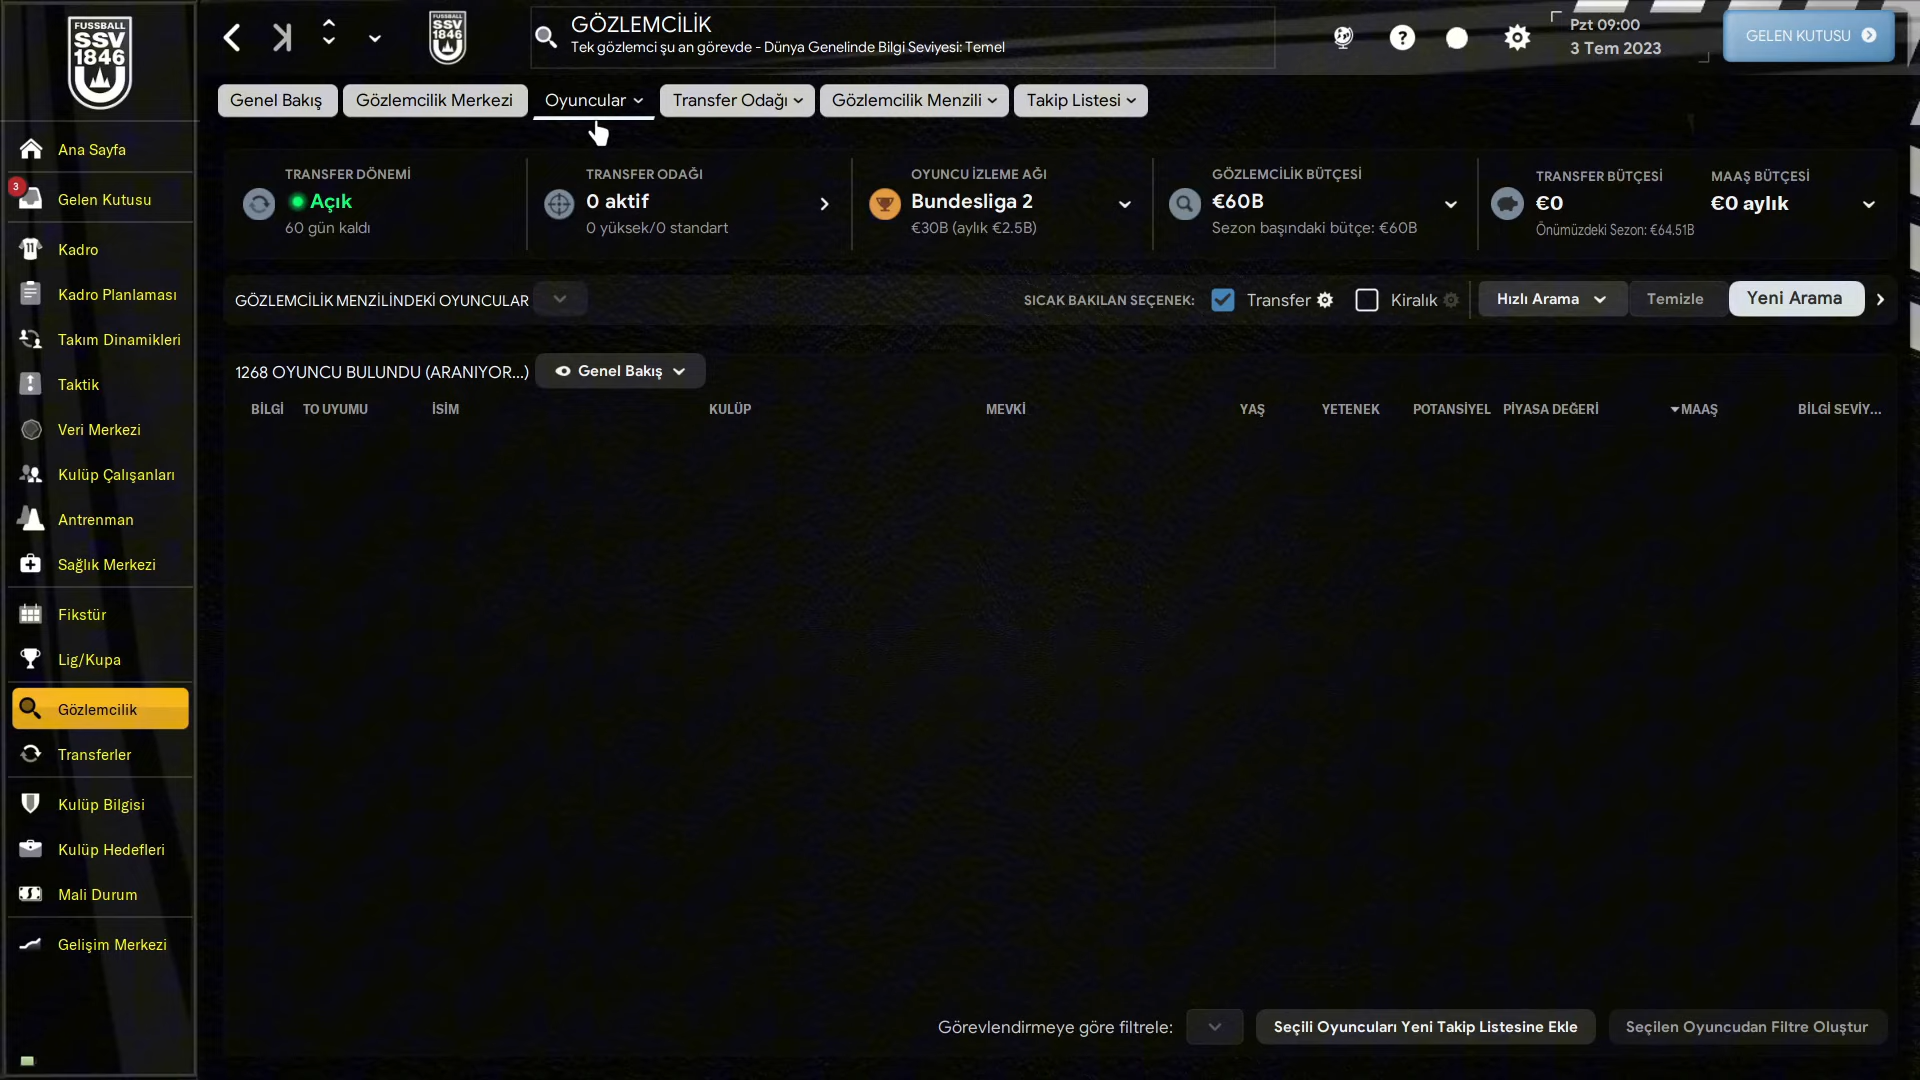 FUSSBALL
SSV
1846
FUSSBALL
SSV
1846
GÖZLEMCİLİK
Tek gözlemci şu an görevde - Dünya Genelinde Bilgi Seviyesi: Temel
?
Pzt 09:00
3 Tem 2023
GELEN KUTUSU
Genel Bakış
Gözlemcilik Merkezi
Oyuncular
Transfer Odağı
Gözlemcilik Menzili
Takip Listesi
Ana Sayfa
3
Gelen Kutusu
11
Kadro
Kadro Planlaması
Takım Dinamikleri
Taktik
Veri Merkezi
Kulüp Çalışanları
Antrenman
Sağlık Merkezi
Fikstür
Lig/Kupa
Gözlemcilik
Transferler
Kulüp Bilgisi
Kulüp Hedefleri
Mali Durum
Gelişim Merkezi
TRANSFER DÖNEMİ
Açık
60 gün kaldı
TRANSFER ODAĞI
0 aktif
0 yüksek/0 standart
OYUNCU İZLEME AĞI
Bundesliga 2
€30B (aylık €2.5B)
GÖZLEMCİLİK BÜTÇESİ
€60B
Sezon başındaki bütçe: €60B
TRANSFER BÜTÇESİ
€0
Önümüzdeki Sezon: €64.51B
MAAŞ BÜTÇESİ
€0 aylık
GÖZLEMCİLİK MENZİLİNDEKİ OYUNCULAR
SICAK BAKILAN SEÇENEK:
Transfer
Kiralık
Hızlı Arama
Temizle
Yeni Arama
1268 OYUNCU BULUNDU (ARANIYOR...)
Genel Bakış
BİLGİ
TO UYUMU
İSİM
KULÜP
MEVKİ
YAŞ
YETENEK
POTANSİYEL
PİYASA DEĞERİ
MAAŞ
BİLGİ SEVİY...
Görevlendirmeye göre filtrele:
Seçili Oyuncuları Yeni Takip Listesine Ekle
Seçilen Oyuncudan Filtre Oluştur